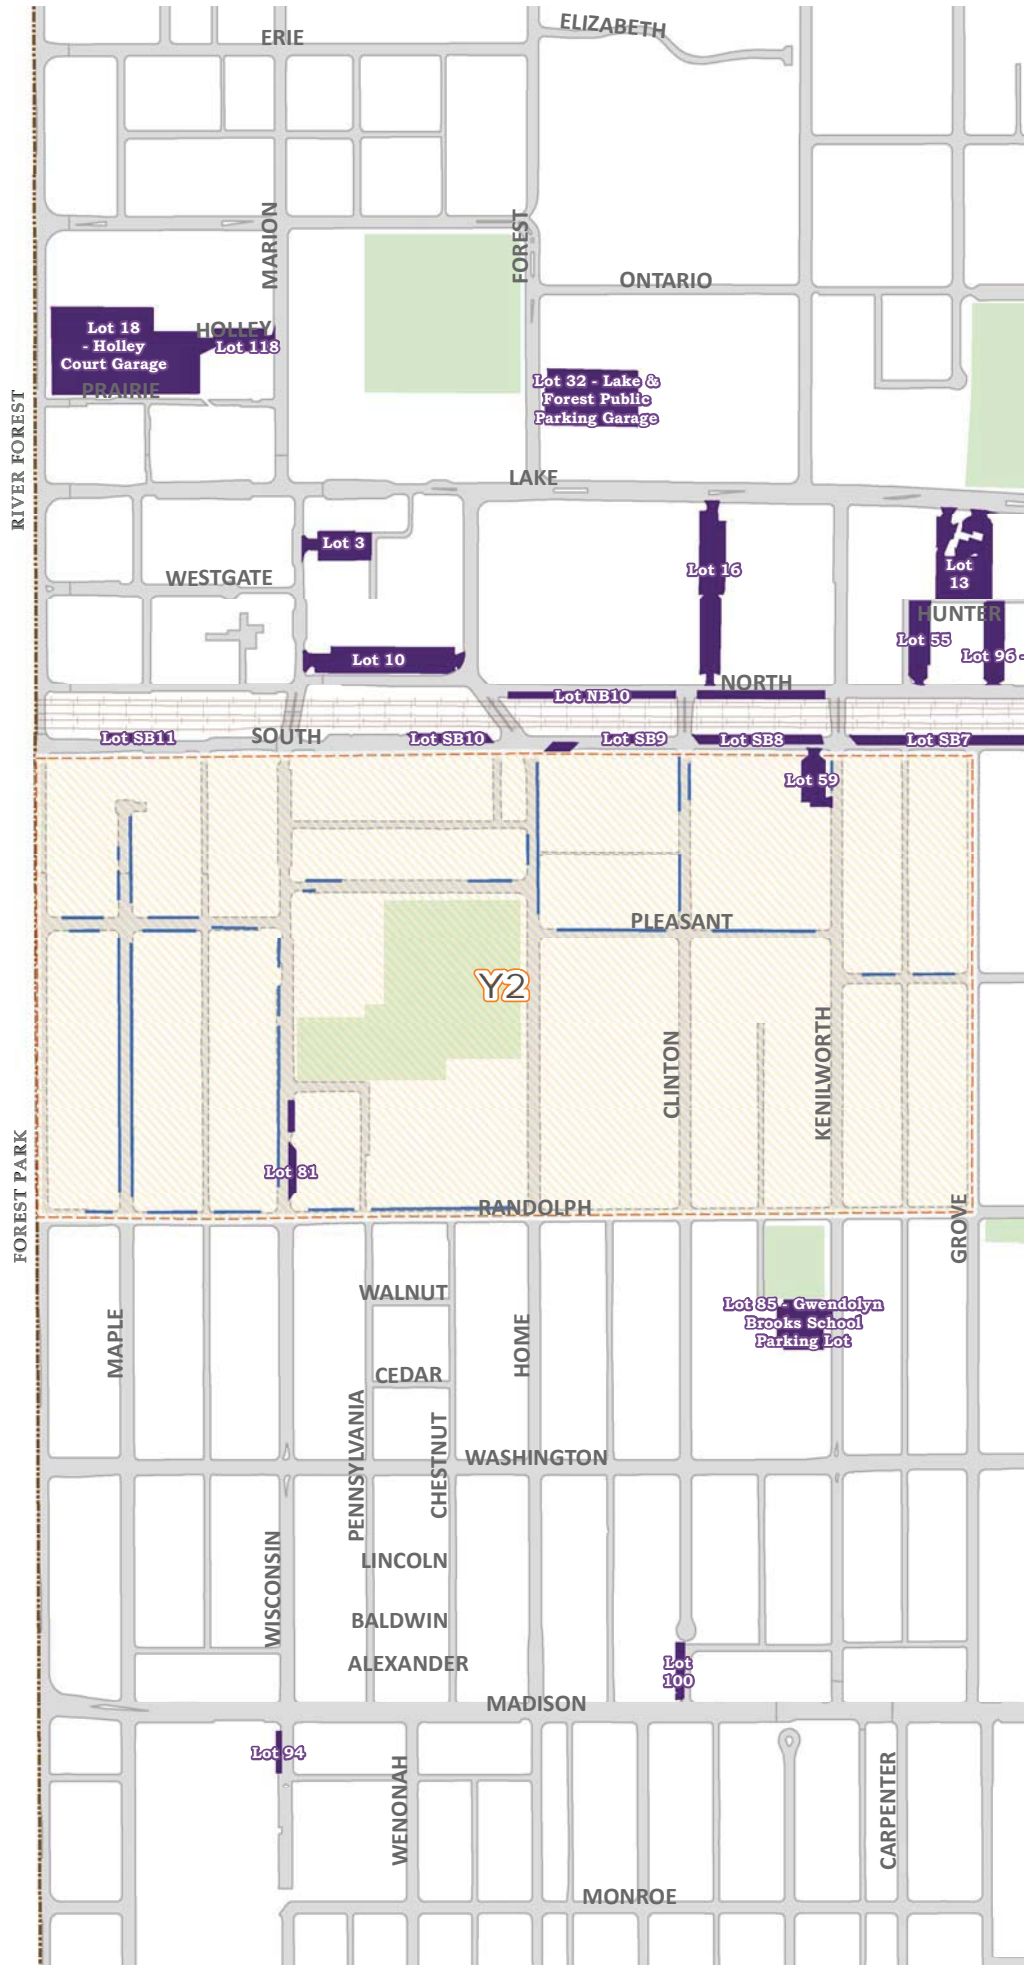 ELIZABETH
ERIE
MARION
FOREST
ONTARIO
Lot 18
- Holley
Court Garage
HOLLEY
Lot 118
PRAIRIE
Lot 32 - Lake &
Forest Public
Parking Garage
RIVER FOREST
LAKE
Lot 3
WESTGATE
Lot 16
Lot
13
HUNTER
Lot 55
Lot 96 -
Lot 10
NORTH
Lot NB10
Lot SB11
SOUTH
Lot SB10
Lot SB9
Lot SB8
Lot SB7
Lot 59
PLEASANT
Y2
CLINTON
KENILWORTH
FOREST PARK
Lot 81
RANDOLPH
GROVE
WALNUT
Lot 85 - Gwendolyn
Brooks School
Parking Lot
MAPLE
HOME
CEDAR
PENNSYLVANIA
CHESTNUT
WASHINGTON
WISCONSIN
LINCOLN
BALDWIN
ALEXANDER
Lot
100
MADISON
Lot 94
WENONAH
CARPENTER
MONROE